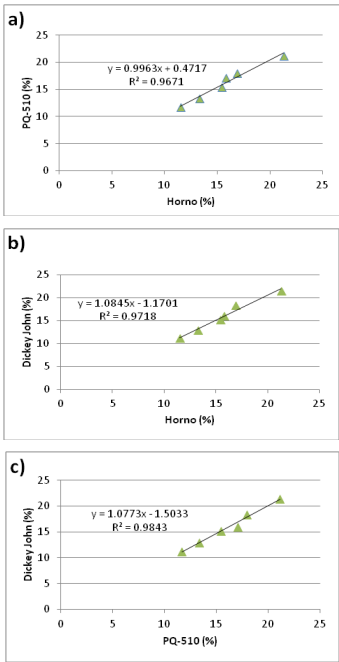 a)
25
20
15
10
5
0
PQ-510 (%)
y = 0.9963x + 0.4717
R² = 0.9671
0 5 10 15 20 25
Horno (%)
b)
25
20
15
10
5
0
Dickey John (%)
y = 1.0845x - 1.1701
R² = 0.9718
0 5 10 15 20 25
Horno (%)
c)
25
20
15
10
5
0
Dickey John (%)
y = 1.0773x - 1.5033
R² = 0.9843
0 5 10 15 20 25
PQ-510 (%)